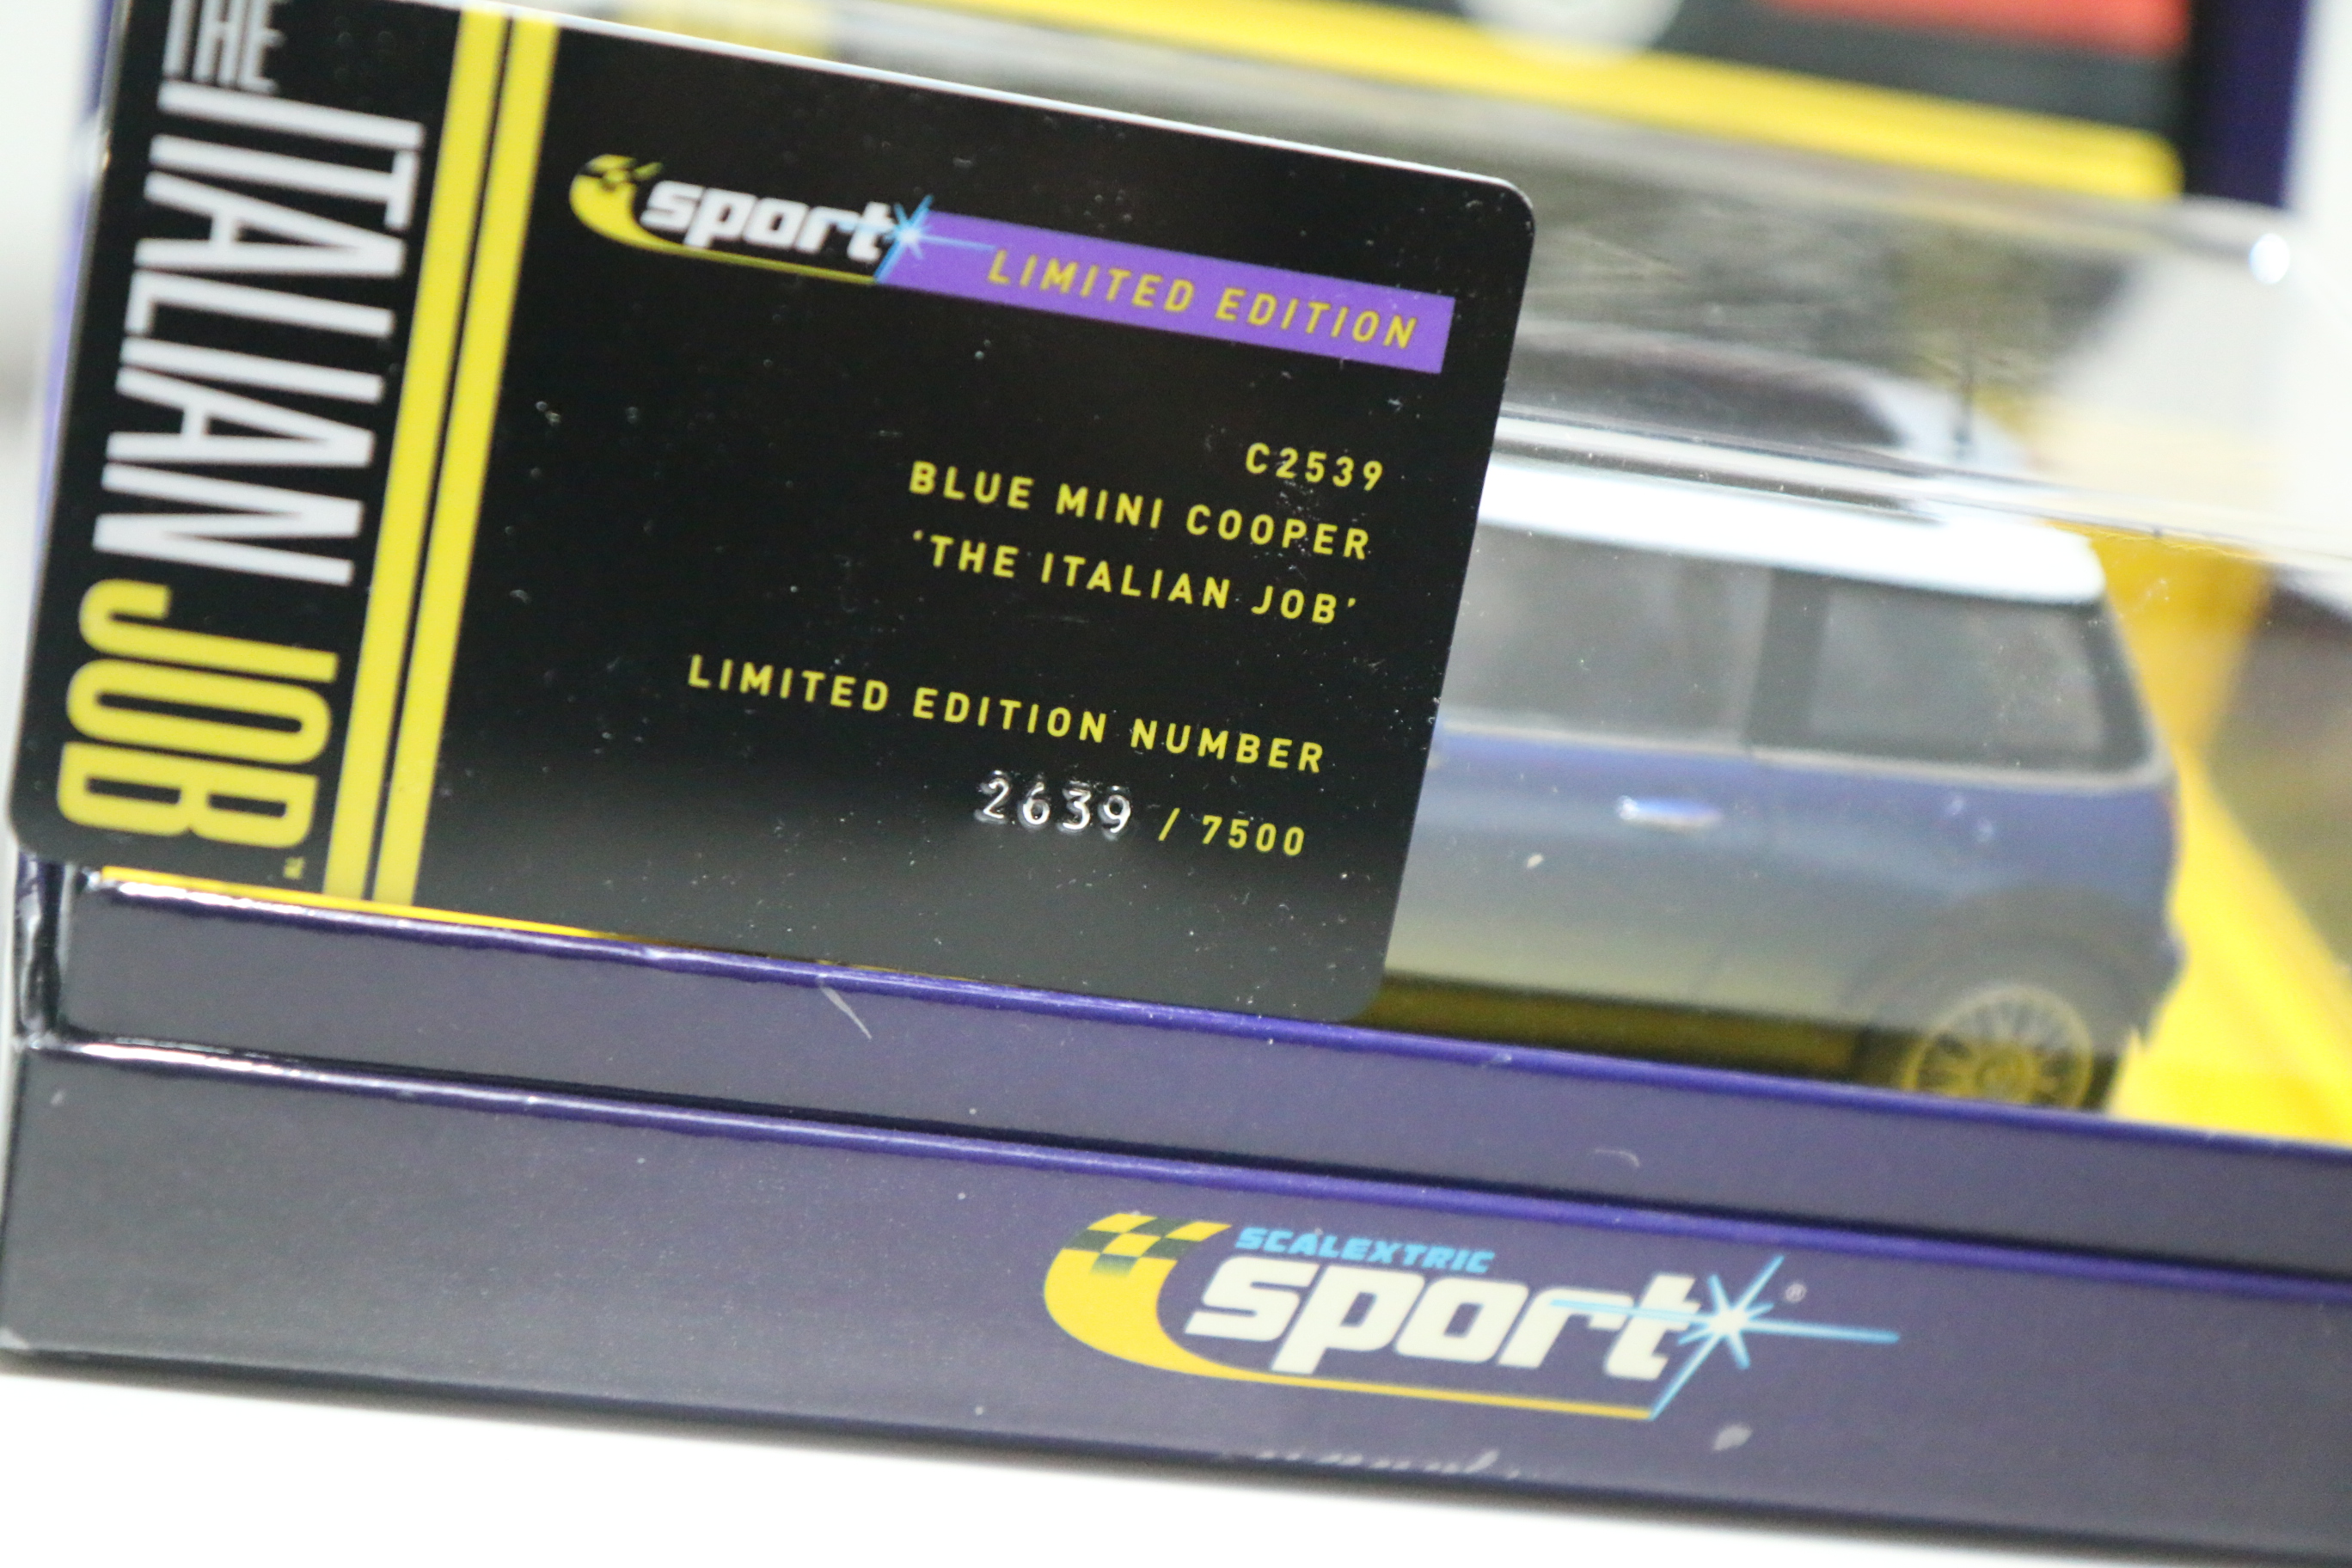 THE
ITALIAN JOB
sport
LIMITED EDITION
C2539
BLUE MINI COOPER
'THE ITALIAN JOB'
LIMITED EDITION NUMBER
2639 / 7500
SCALEXTRIC
sport®